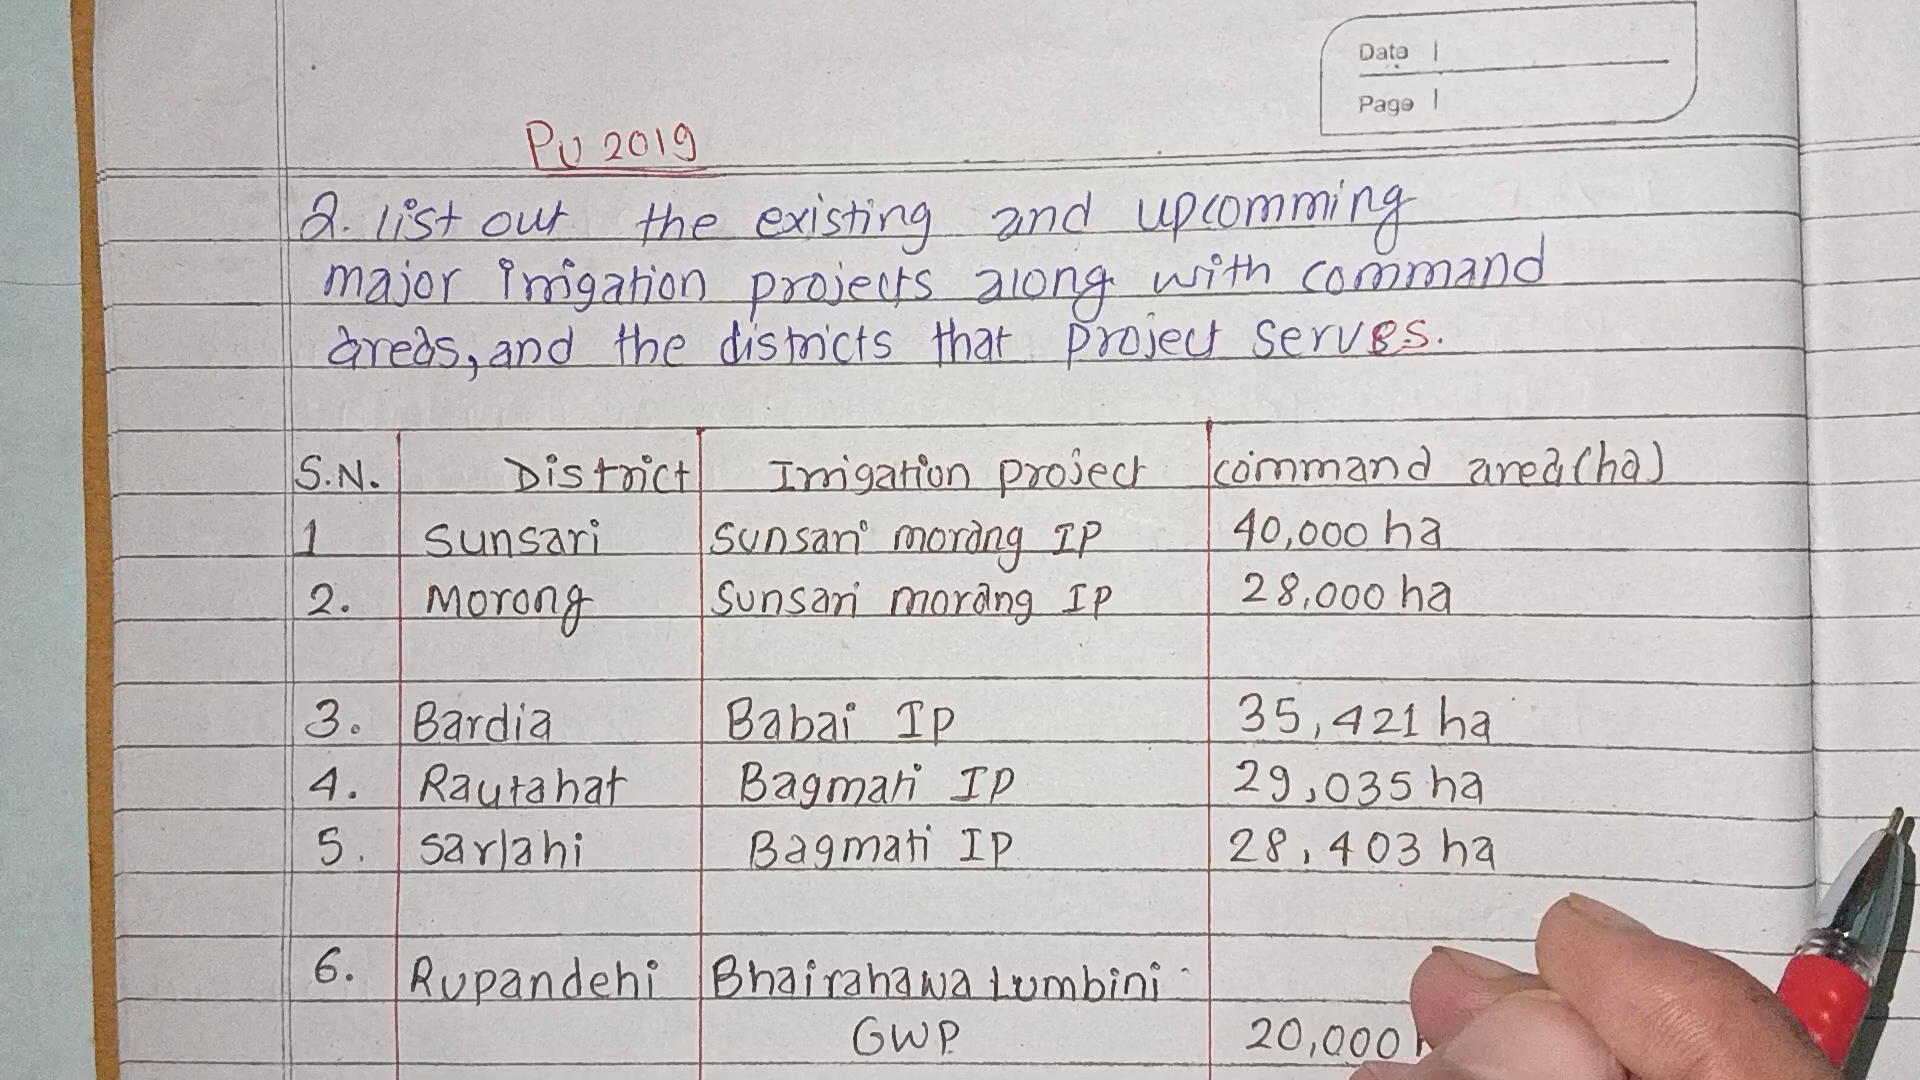 Date
Page
PU 2019
2. list out the existing and upcomming
major irrigation projects along with command
areas, and the districts that project serves.
S.N. District Irrigation project command area (ha)
1 Sunsari Sunsari morang IP 40,000 ha
2. Morong Sunsari morang IP 28,000 ha
3. Bardia Babai IP 35,421 ha
4. Rautahat Bagmati IP 29,035 ha
5. sarlahi Bagmati IP 28,403 ha
6. Rupandehi Bhairahawa Lumbini
GWP 20,000